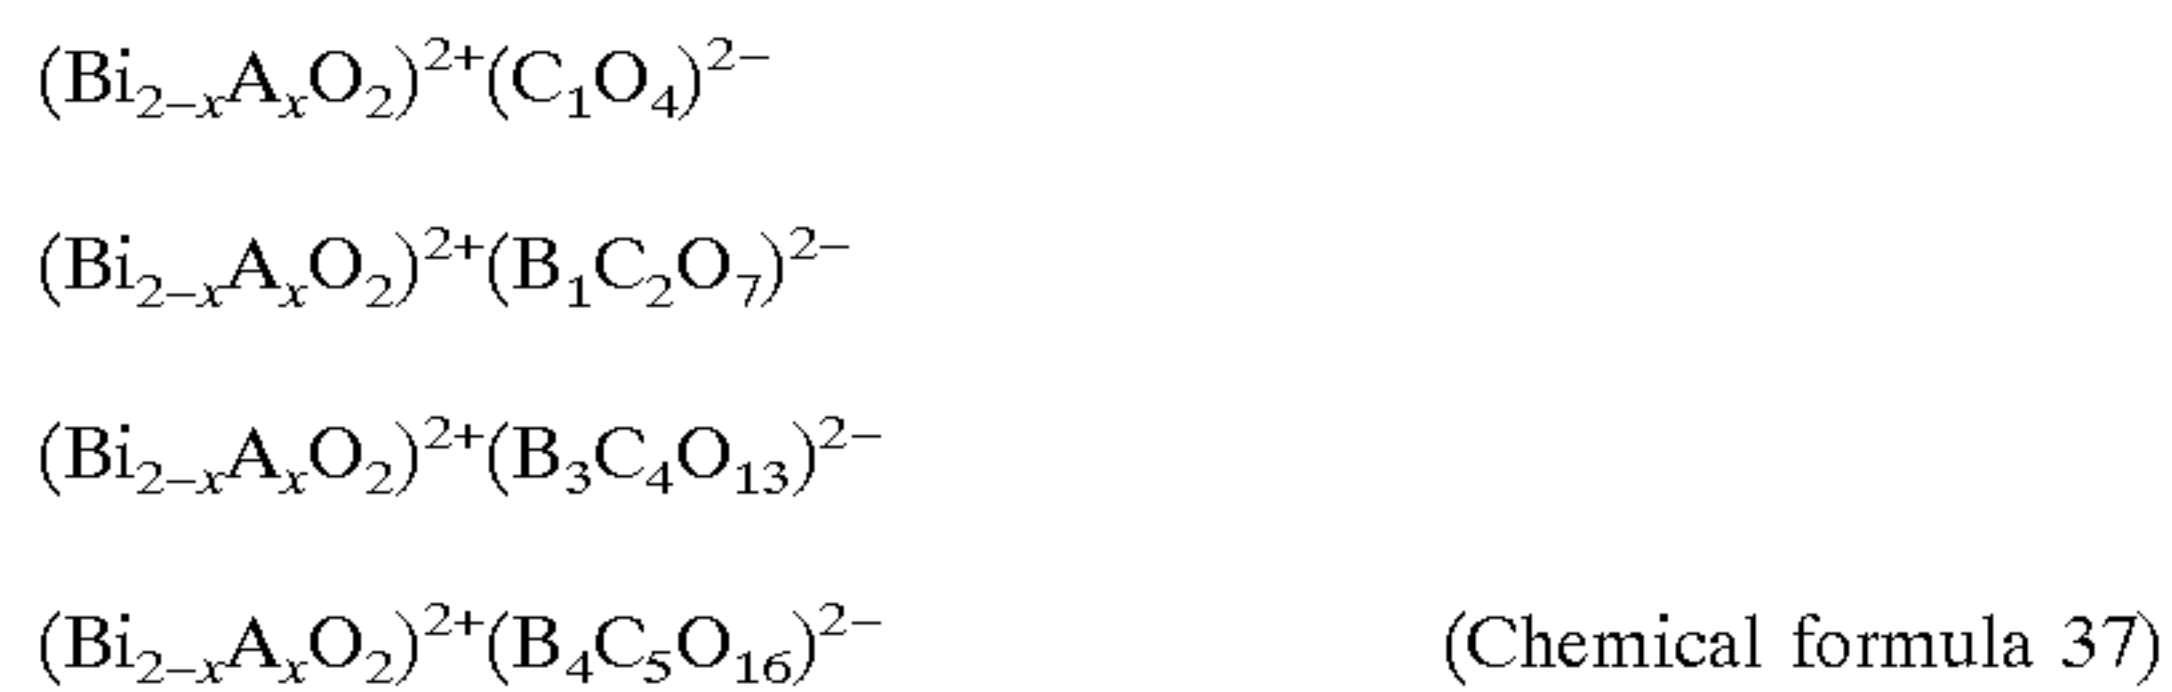 (Bi₂₋ₓAₓO₂)²⁺(C₁O₄)²⁻
(Bi₂₋ₓAₓO₂)²⁺(B₁C₂O₇)²⁻
(Bi₂₋ₓAₓO₂)²⁺(B₃C₄O₁₃)²⁻
(Bi₂₋ₓAₓO₂)²⁺(B₄C₅O₁₆)²⁻ (Chemical formula 37)